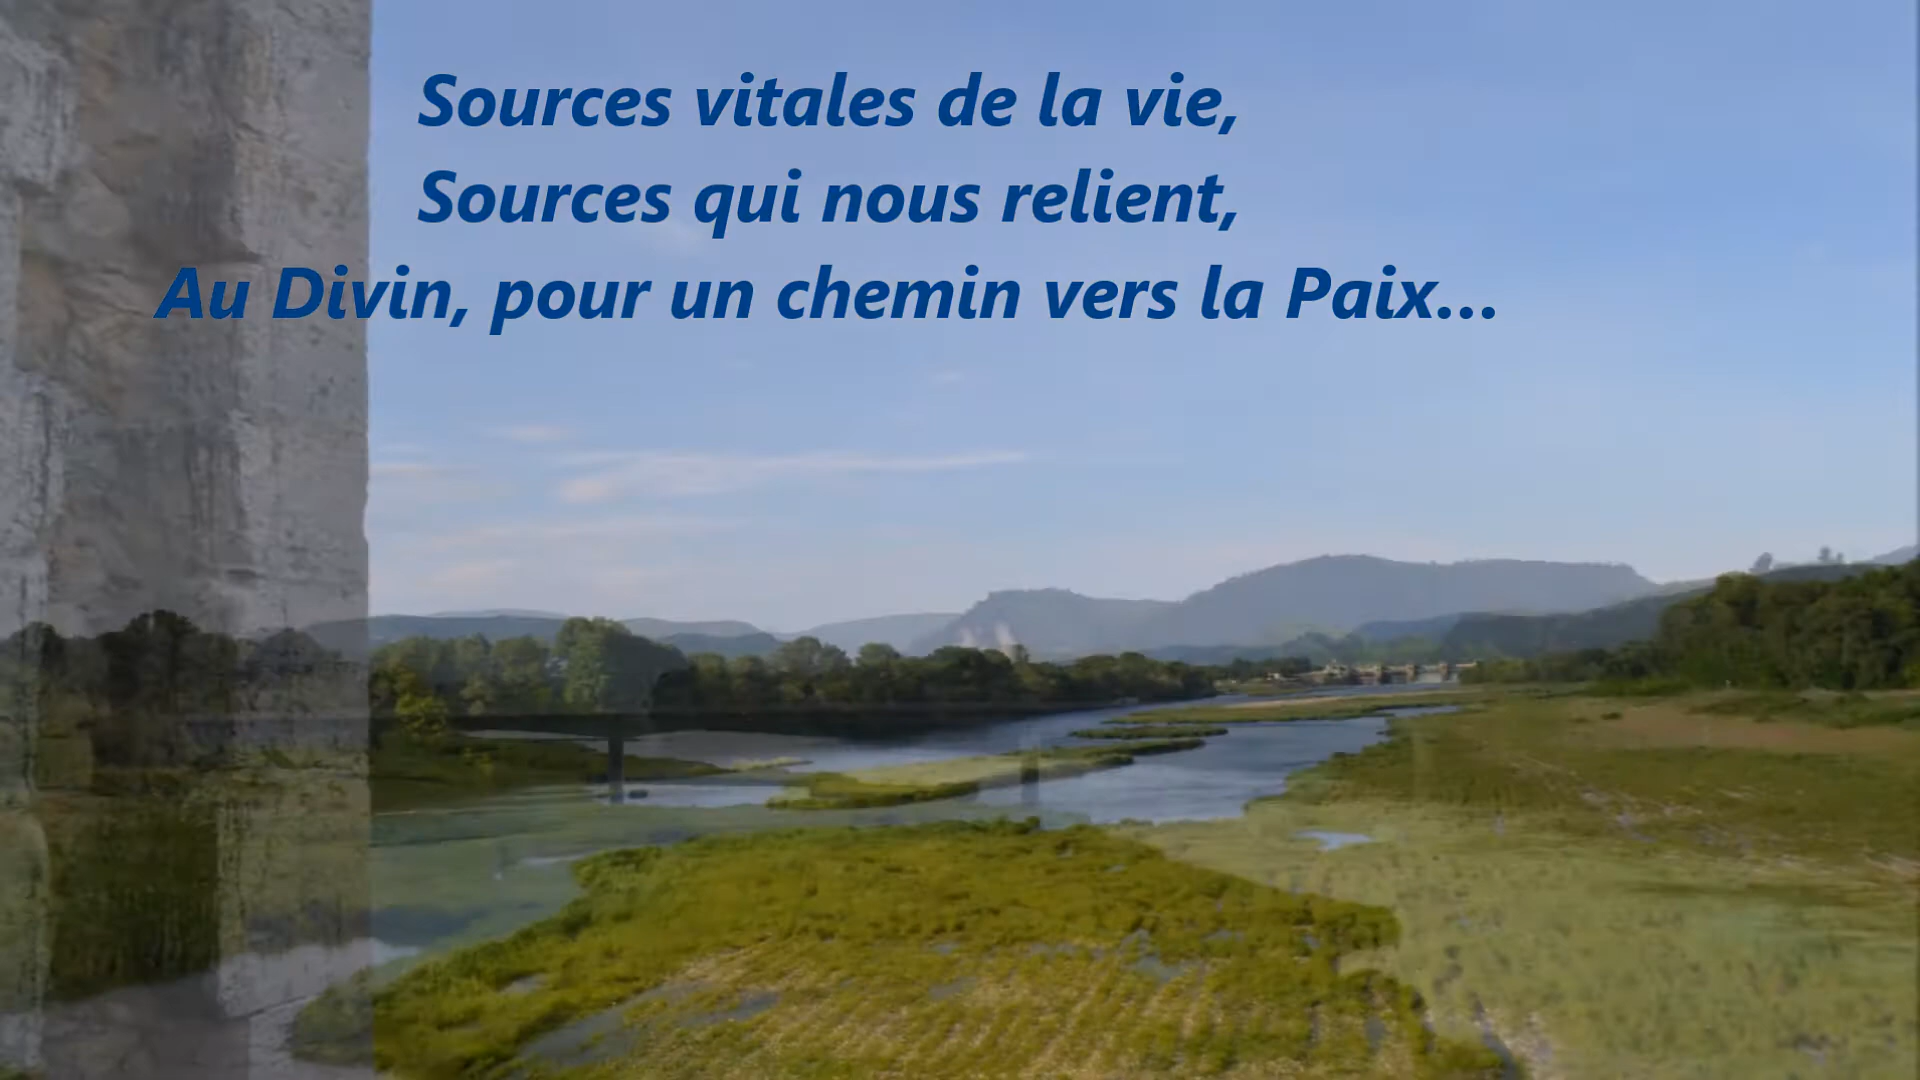 Sources vitales de la vie,
Sources qui nous relient,
Au Divin, pour un chemin vers la Paix...